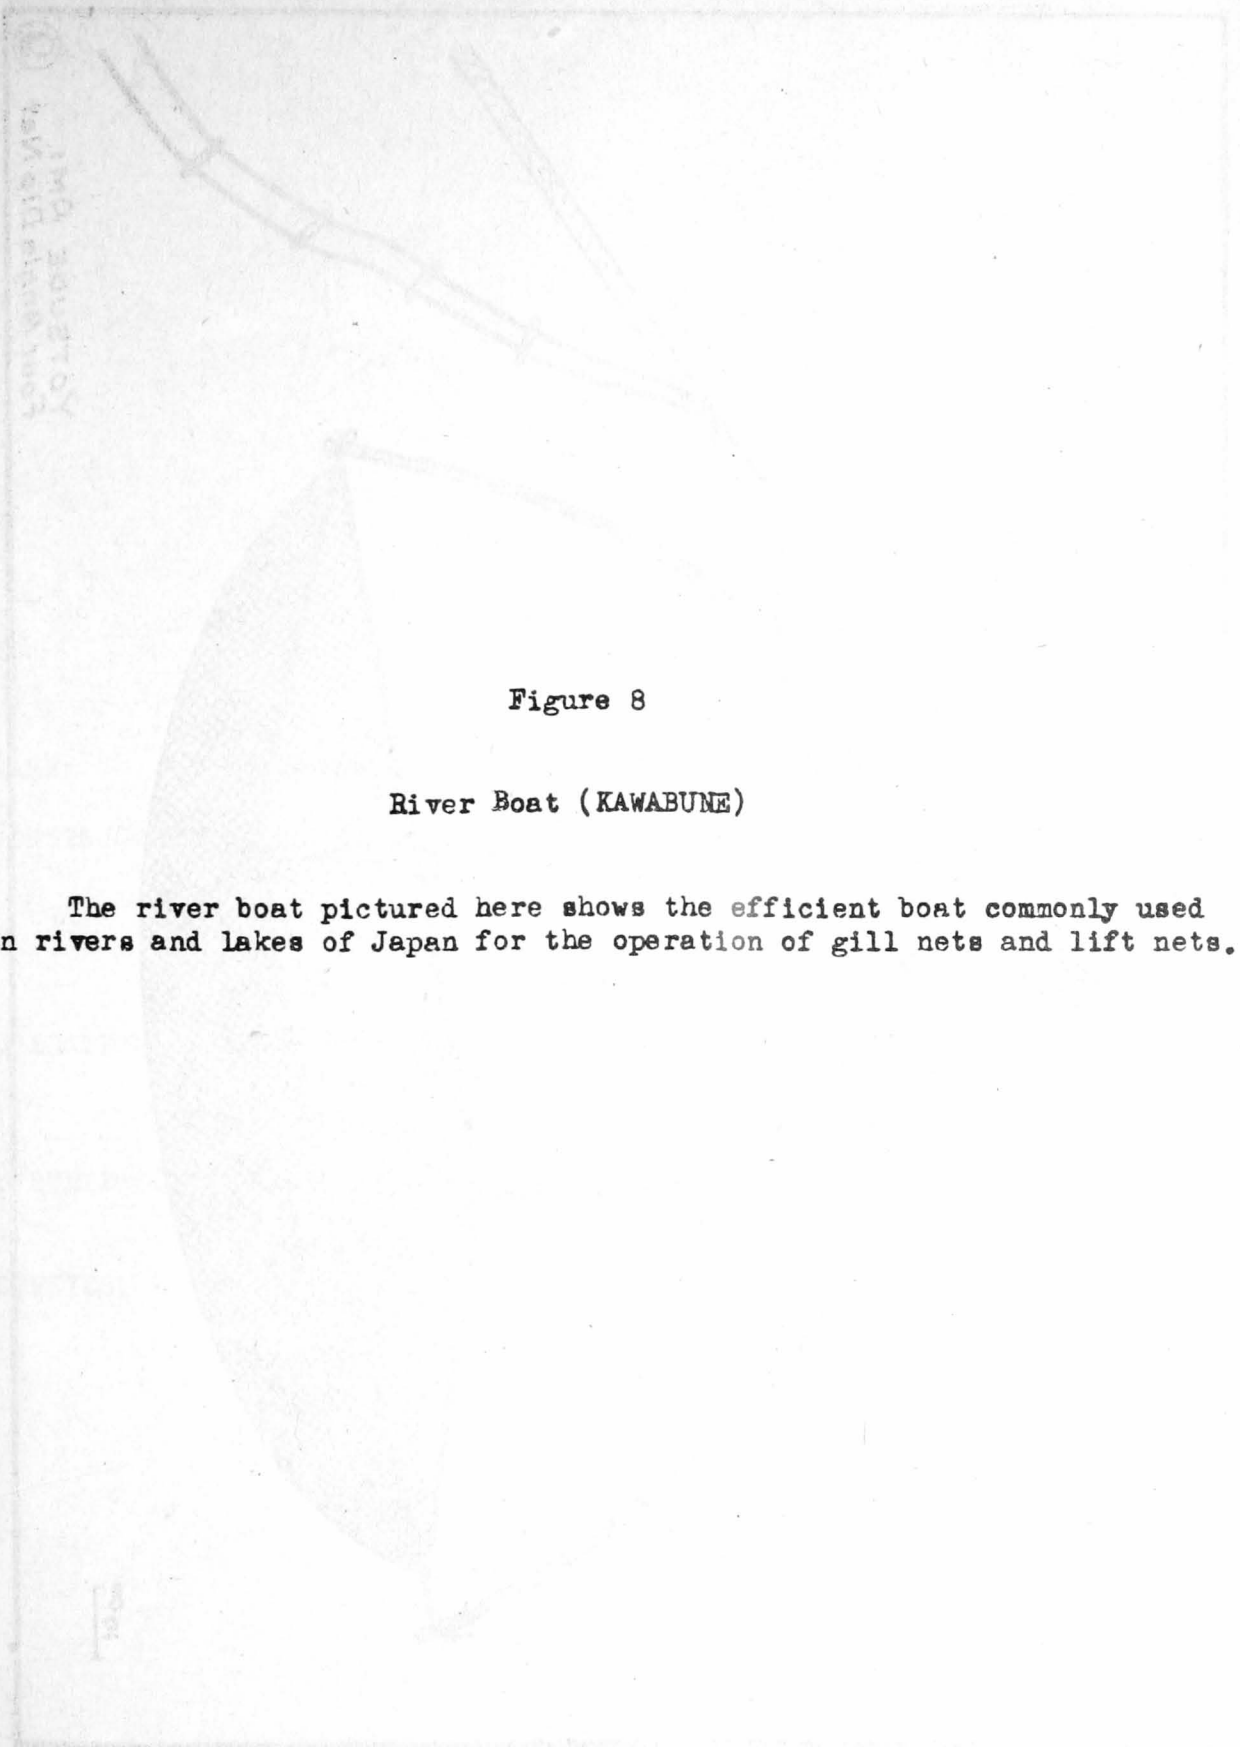 Figure 8
River Boat (KAWABUNE)
The river boat pictured here shows the efficient boat commonly used
n rivers and lakes of Japan for the operation of gill nets and lift nets.